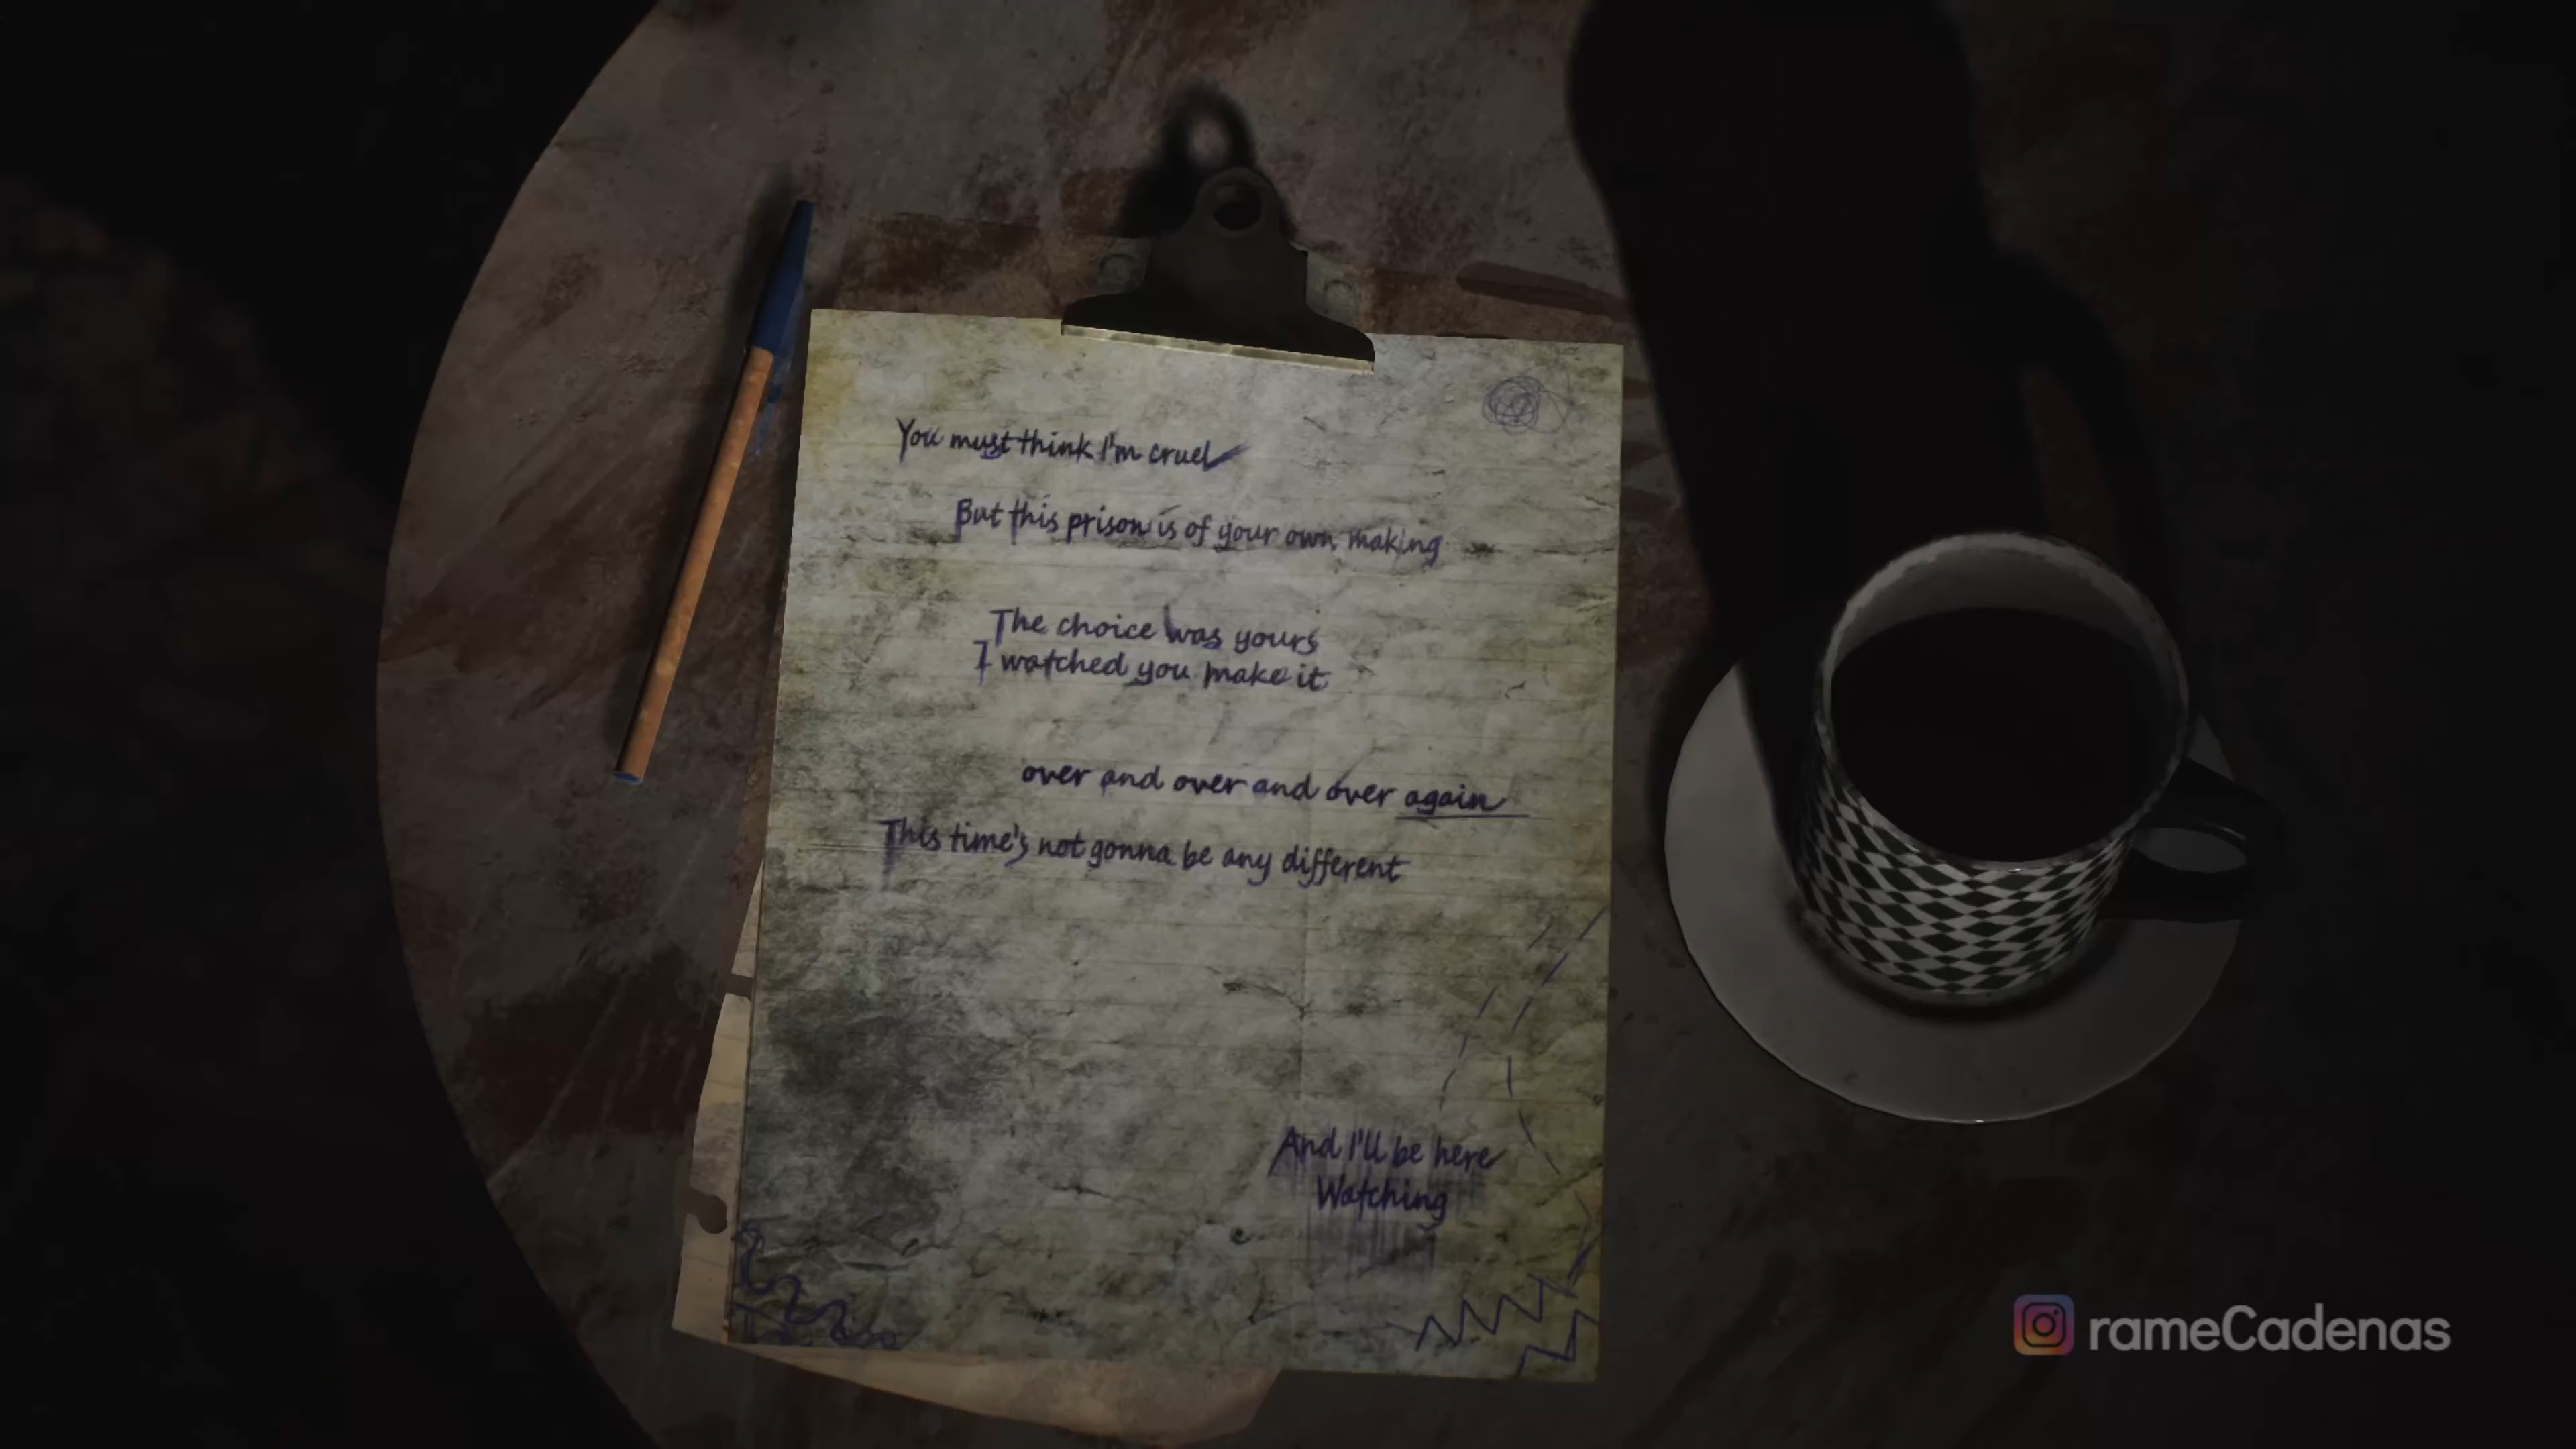 You must think I'm cruel
But this prison is of your own making
The choice was yours
I watched you make it
over and over and over again
This time's not gonna be any different
And I'll be here
Watching
rameCadenas